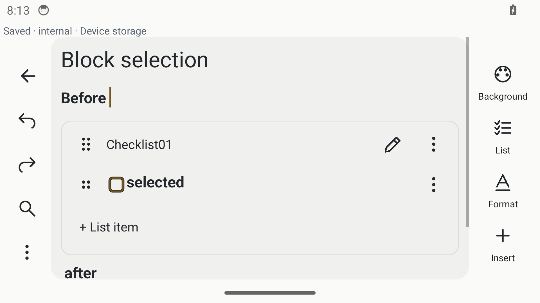 8:13
Saved · internal · Device storage
Block selection
Before
Checklist01
selected
+ List item
after
Background
List
Format
Insert